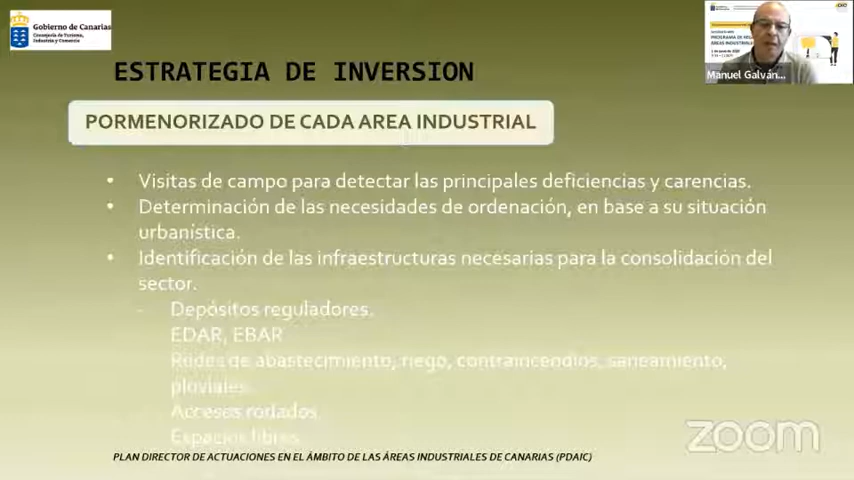 Gobierno de Canarias
Consejería de Turismo,
Industria y Comercio
ESTRATEGIA DE INVERSION
PORMENORIZADO DE CADA AREA INDUSTRIAL
• Visitas de campo para detectar las principales deficiencias y carencias.
• Determinación de las necesidades de ordenación, en base a su situación
urbanística.
• Identificación de las infraestructuras necesarias para la consolidación del
sector.
- Depósitos reguladores.
EDAR, EBAR
Redes de abastecimiento, riego, contraincendios, saneamiento,
pluviales.
Accesos rodados.
Espacios libres
PLAN DIRECTOR DE ACTUACIONES EN EL ÁMBITO DE LAS ÁREAS INDUSTRIALES DE CANARIAS (PDAIC)
Manuel Galván...
zoom